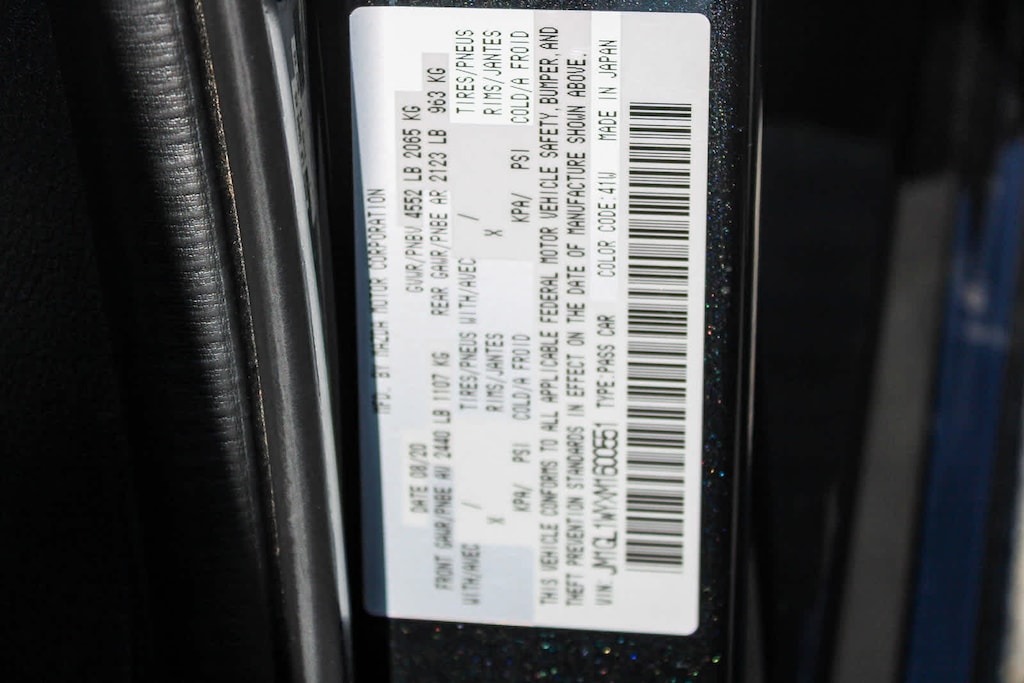 MFD. BY MAZDA MOTOR CORPORATION
DATE 08/20 GVWR/PNBV 4552 LB 2065 KG
FRONT GAWR/PNBE AV 2440 LB 1107 KG REAR GAWR/PNBE AR 2123 LB 963 KG
WITH/AVEC / TIRES/PNEUS WITH/AVEC / TIRES/PNEUS
X RIMS/JANTES X RIMS/JANTES
KPA/ PSI COLD/A FROID KPA/ PSI COLD/A FROID
THIS VEHICLE CONFORMS TO ALL APPLICABLE FEDERAL MOTOR VEHICLE SAFETY, BUMPER, AND
THEFT PREVENTION STANDARDS IN EFFECT ON THE DATE OF MANUFACTURE SHOWN ABOVE.
VIN: JM1GL1WYXM1600551 TYPE:PASS CAR COLOR CODE:41W MADE IN JAPAN